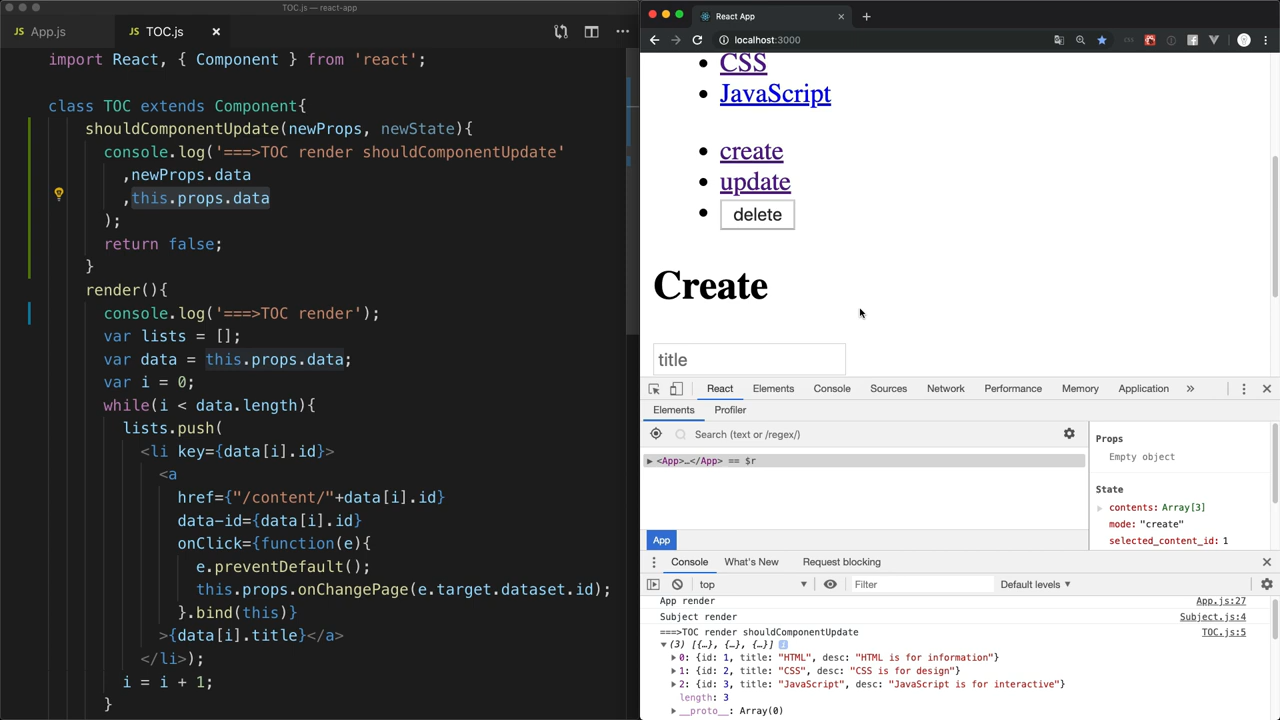 TOC.js — react-app
JS App.js
JS TOC.js ×
import React, { Component } from 'react';
class TOC extends Component{
shouldComponentUpdate(newProps, newState){
console.log('===>TOC render shouldComponentUpdate'
,newProps.data
,this.props.data
);
return false;
}
render(){
console.log('===>TOC render');
var lists = [];
var data = this.props.data;
var i = 0;
while(i < data.length){
lists.push(
<li key={data[i].id}>
<a
href={"/content/"+data[i].id}
data-id={data[i].id}
onClick={function(e){
e.preventDefault();
this.props.onChangePage(e.target.dataset.id);
}.bind(this)}
>{data[i].title}</a>
</li>);
i = i + 1;
}
React App
localhost:3000
CSS
JavaScript
create
update
delete
Create
title
React Elements Console Sources Network Performance Memory Application »
Elements Profiler
Search (text or /regex/)
<App>…</App> == $r
App
Props
Empty object
State
contents: Array[3]
mode: "create"
selected_content_id: 1
Console What's New Request blocking
top Filter Default levels ▼
App render App.js:27
Subject render Subject.js:4
===>TOC render shouldComponentUpdate TOC.js:5
(3) [{…}, {…}, {…}]
0: {id: 1, title: "HTML", desc: "HTML is for information"}
1: {id: 2, title: "CSS", desc: "CSS is for design"}
2: {id: 3, title: "JavaScript", desc: "JavaScript is for interactive"}
length: 3
__proto__: Array(0)